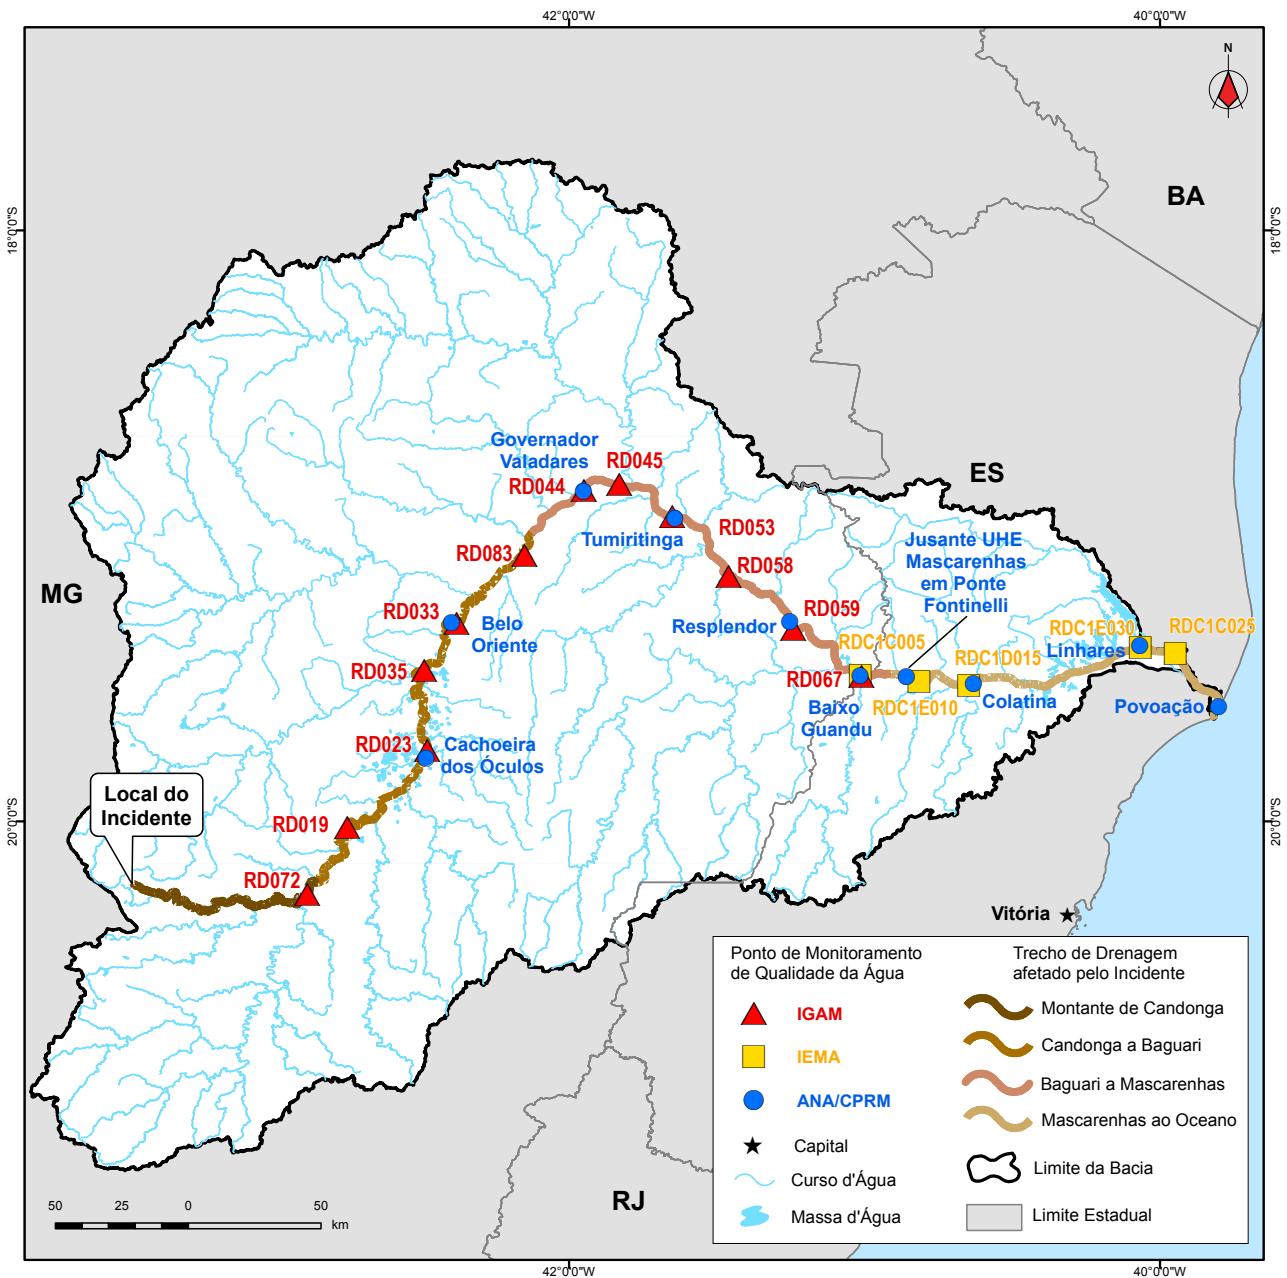 42°0'0"W
40°0'0"W
N
BA
18°0'0"S
18°0'0"S
Governador
Valadares
RD045
RD044
ES
RD053
Tumiritinga
Jusante UHE
Mascarenhas
em Ponte
Fontinelli
RD083
RD058
MG
RD033
Belo
Oriente
RD059
Resplendor
RDC1C005
RDC1E030
RDC1C025
Linhares
RDC1D015
RD035
RD067
Baixo
Guandu
RDC1E010
Colatina
Povoação
RD023
Cachoeira
dos Óculos
Local do
Incidente
RD019
20°0'0"S
20°0'0"S
RD072
Vitória
Ponto de Monitoramento
de Qualidade da Água
IGAM
IEMA
ANA/CPRM
Capital
Curso d'Água
Massa d'Água
Trecho de Drenagem
afetado pelo Incidente
Montante de Candonga
Candonga a Baguari
Baguari a Mascarenhas
Mascarenhas ao Oceano
Limite da Bacia
Limite Estadual
RJ
50 25 0 50
km
42°0'0"W
40°0'0"W